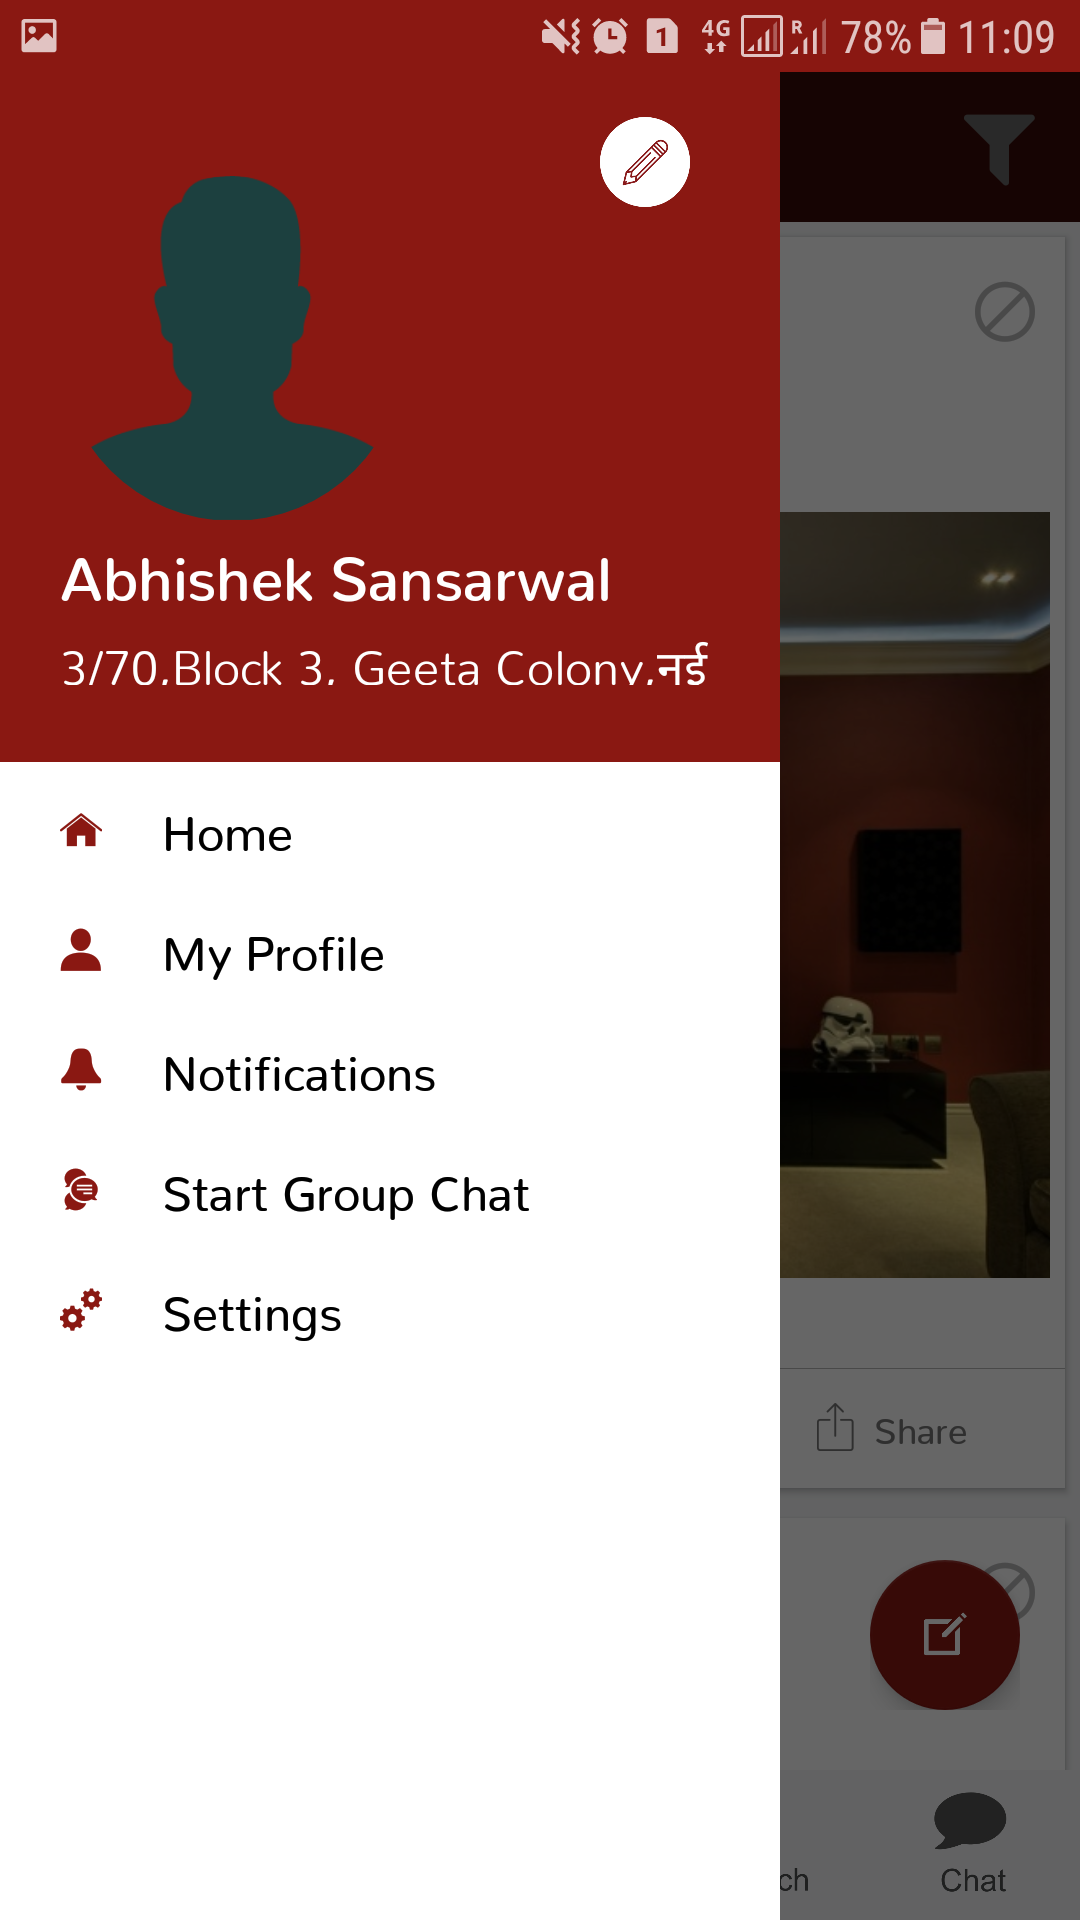 4G R 78% 11:09
1
Abhishek Sansarwal
3/70,Block 3, Geeta Colony,नई
Home
My Profile
Notifications
Start Group Chat
Settings
Share
ch
Chat